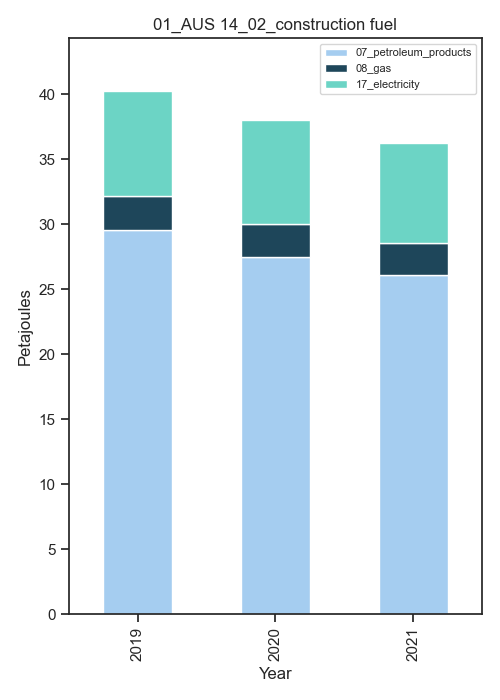 01_AUS 14_02_construction fuel
07_petroleum_products
08_gas
17_electricity
40
35
30
25
20
15
10
5
0
Petajoules
2019
2020
2021
Year